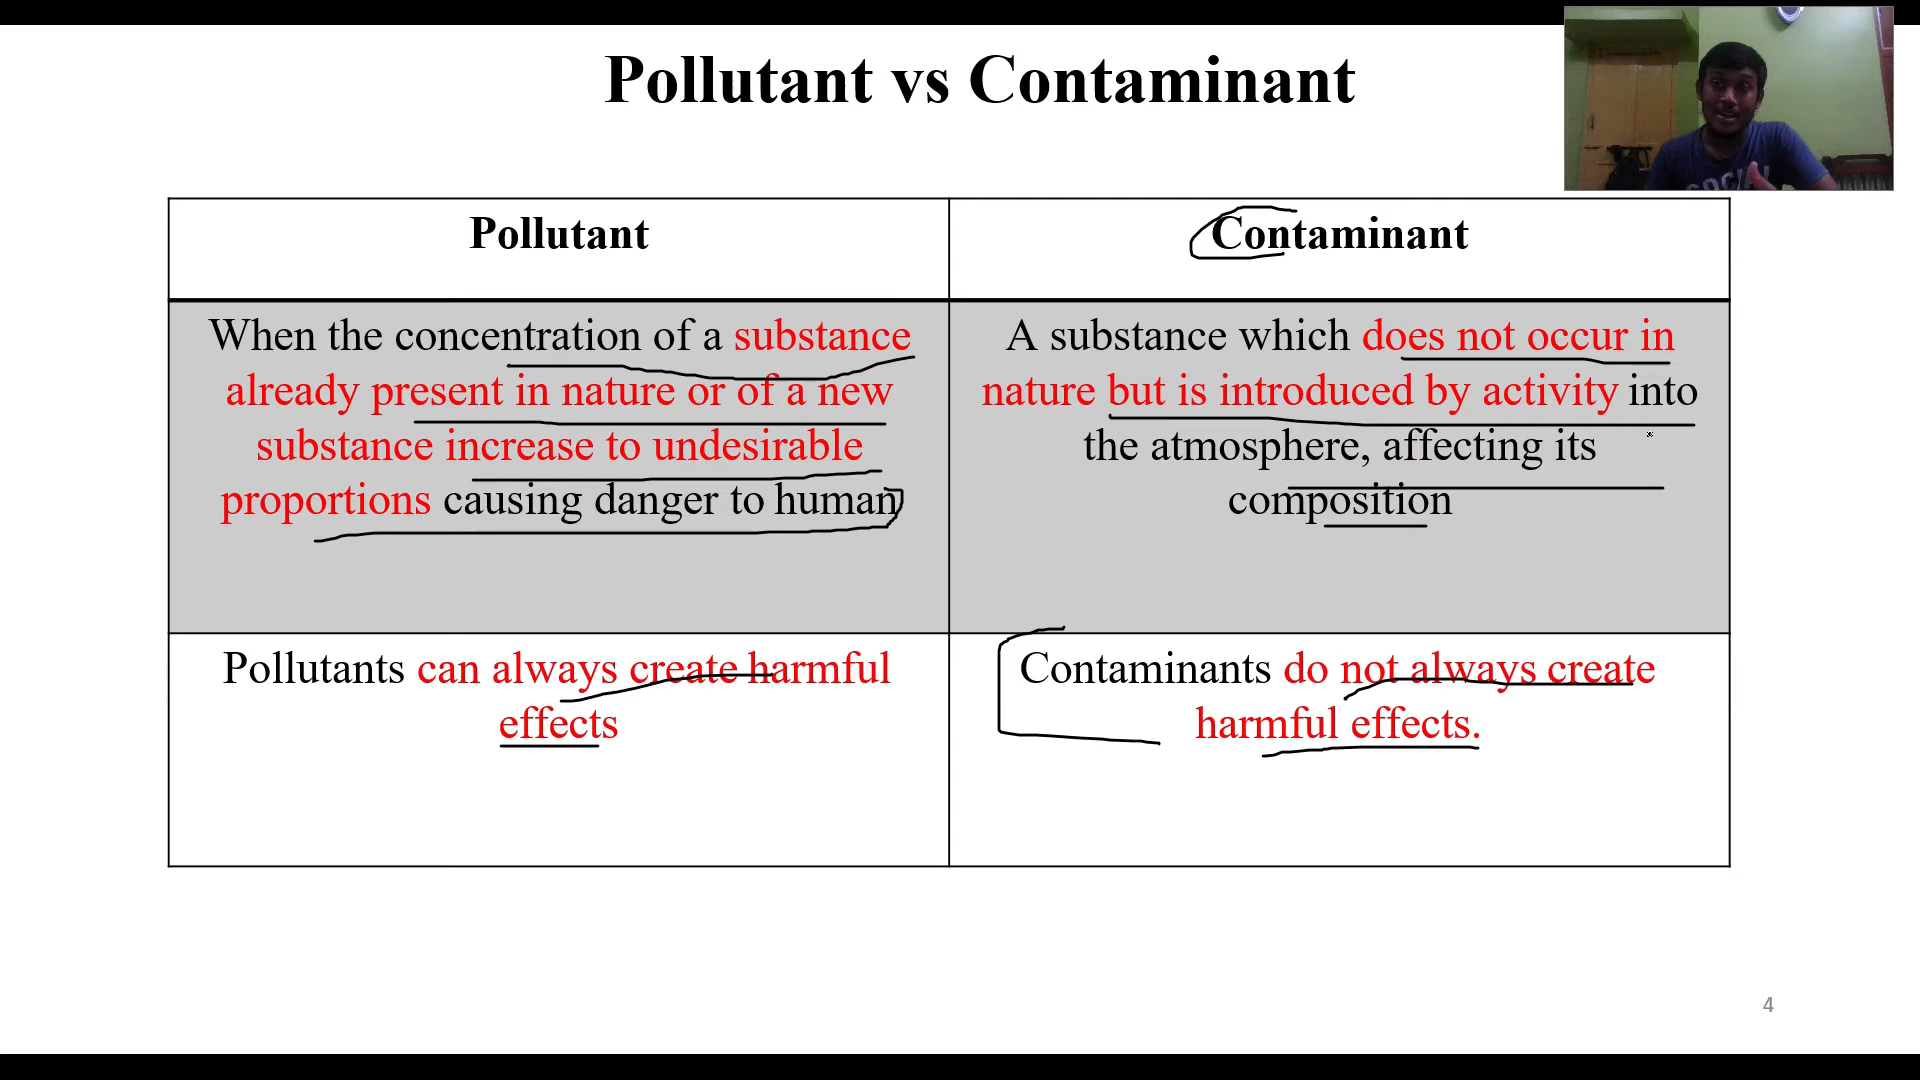 Pollutant vs Contaminant
SOCIAL
Pollutant
Contaminant
When the concentration of a substance
already present in nature or of a new
substance increase to undesirable
proportions causing danger to human
A substance which does not occur in
nature but is introduced by activity into
the atmosphere, affecting its
composition
Pollutants can always create harmful
effects
Contaminants do not always create
harmful effects.
4